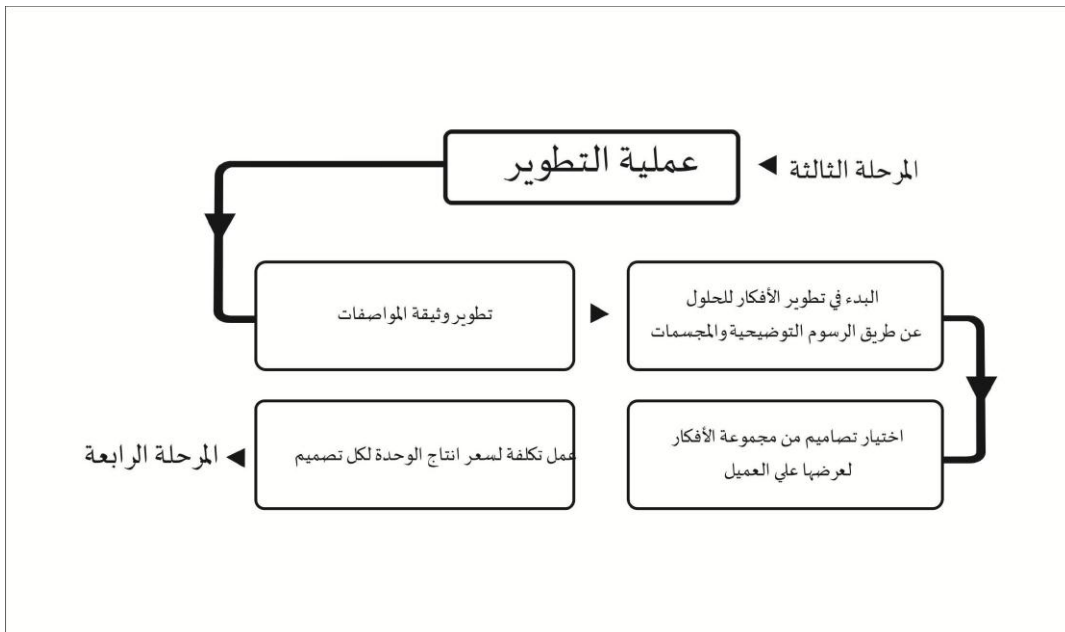 المرحلة الثالثة
عملية التطوير
تطوير وثيقة المواصفات
البدء في تطوير الأفكار للحلول
عن طريق الرسوم التوضيحية والمجسمات
اختيار تصاميم من مجموعة الأفكار
لعرضها علي العميل
عمل تكلفة لسعر انتاج الوحدة لكل تصميم
المرحلة الرابعة